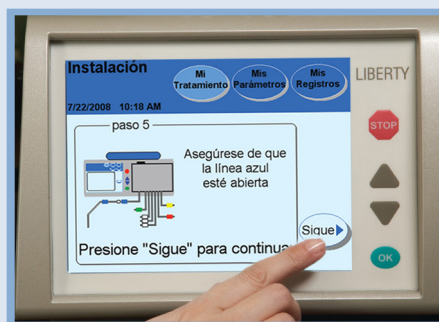 Instalación
Mi
Tratamiento
Mis
Parámetros
Mis
Registros
LIBERTY
7/22/2008 10:18 AM
paso 5
STOP
Asegúrese de que
la línea azul
esté abierta
Sigue
Presione "Sigue" para continua
OK